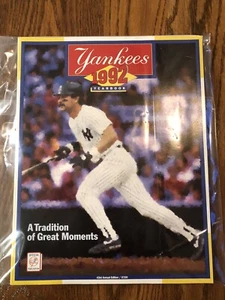 Yankees
1992
YEARBOOK
A Tradition
of Great Moments